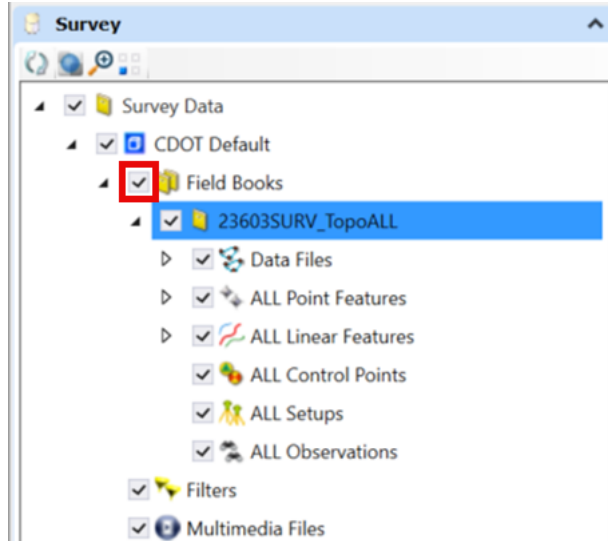 Survey
Survey Data
CDOT Default
Field Books
23603SURV_TopoALL
Data Files
ALL Point Features
ALL Linear Features
ALL Control Points
ALL Setups
ALL Observations
Filters
Multimedia Files